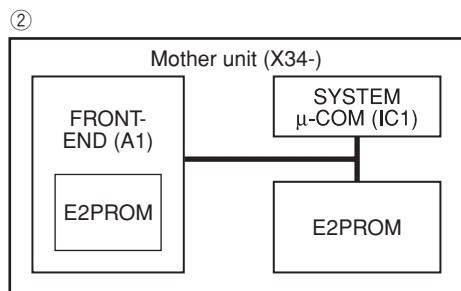 ②
Mother unit (X34-)
FRONT-
END (A1)
E2PROM
SYSTEM
μ-COM (IC1)
E2PROM